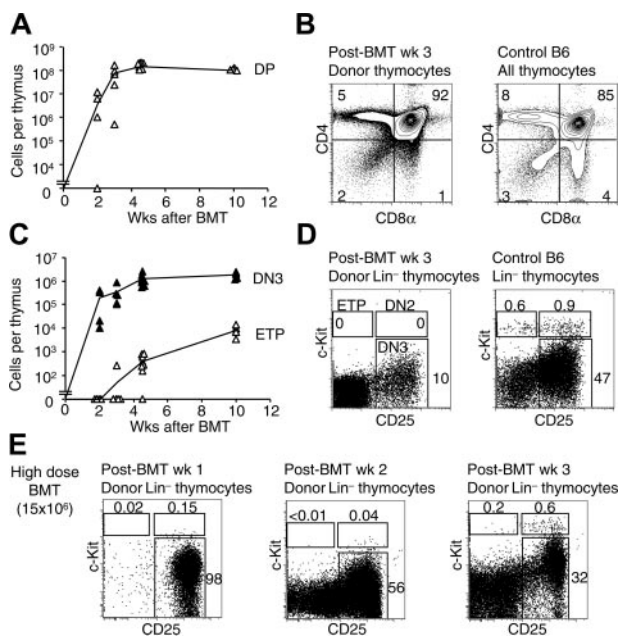 A
Cells per thymus
10⁹
10⁸
10⁷
10⁶
10⁵
10⁴
0
DP
0 2 4 6 8 10 12
Wks after BMT
B
Post-BMT wk 3
Donor thymocytes
Control B6
All thymocytes
5 92
2 1
8 85
3 4
CD4
CD8α
CD8α
C
Cells per thymus
10⁷
10⁶
10⁵
10⁴
10³
10²
0
DN3
ETP
0 2 4 6 8 10 12
Wks after BMT
D
Post-BMT wk 3
Donor Lin⁻ thymocytes
Control B6
Lin⁻ thymocytes
ETP DN2
0 0
DN3
10
0.6 0.9
47
c-Kit
CD25
CD25
E
High dose
BMT
(15x10⁶)
Post-BMT wk 1
Donor Lin⁻ thymocytes
0.02 0.15
98
c-Kit
CD25
Post-BMT wk 2
Donor Lin⁻ thymocytes
<0.01 0.04
56
c-Kit
CD25
Post-BMT wk 3
Donor Lin⁻ thymocytes
0.2 0.6
32
c-Kit
CD25